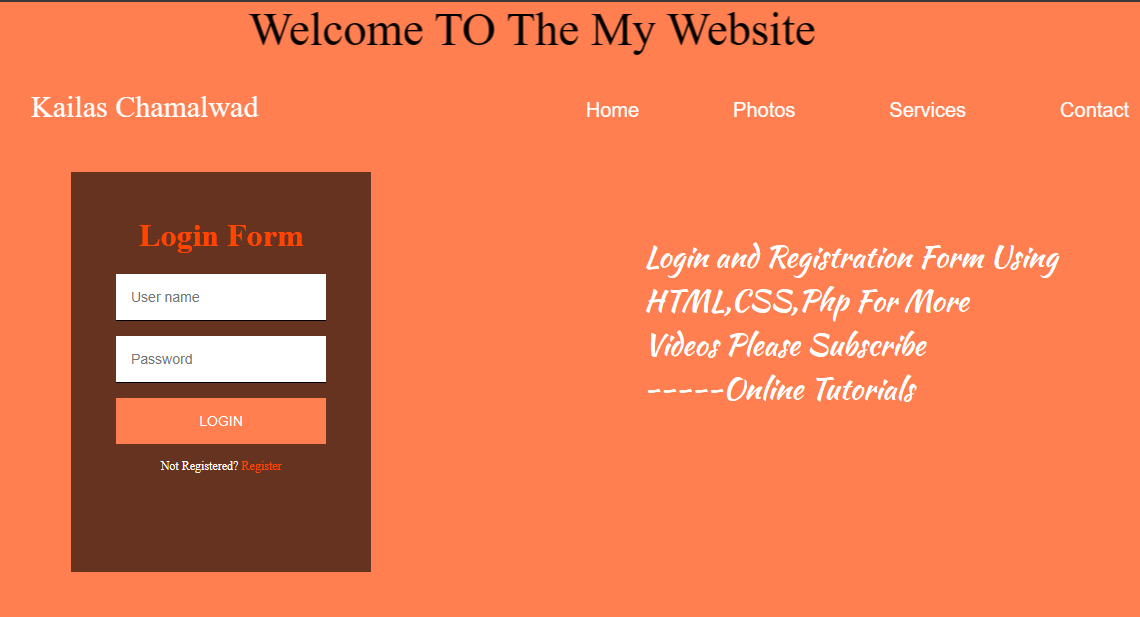 Welcome TO The My Website
Kailas Chamalwad
Home
Photos
Services
Contact
Login Form
User name
Password
LOGIN
Not Registered? Register
Login and Registration Form Using
HTML,CSS,Php For More
Videos Please Subscribe
-----Online Tutorials